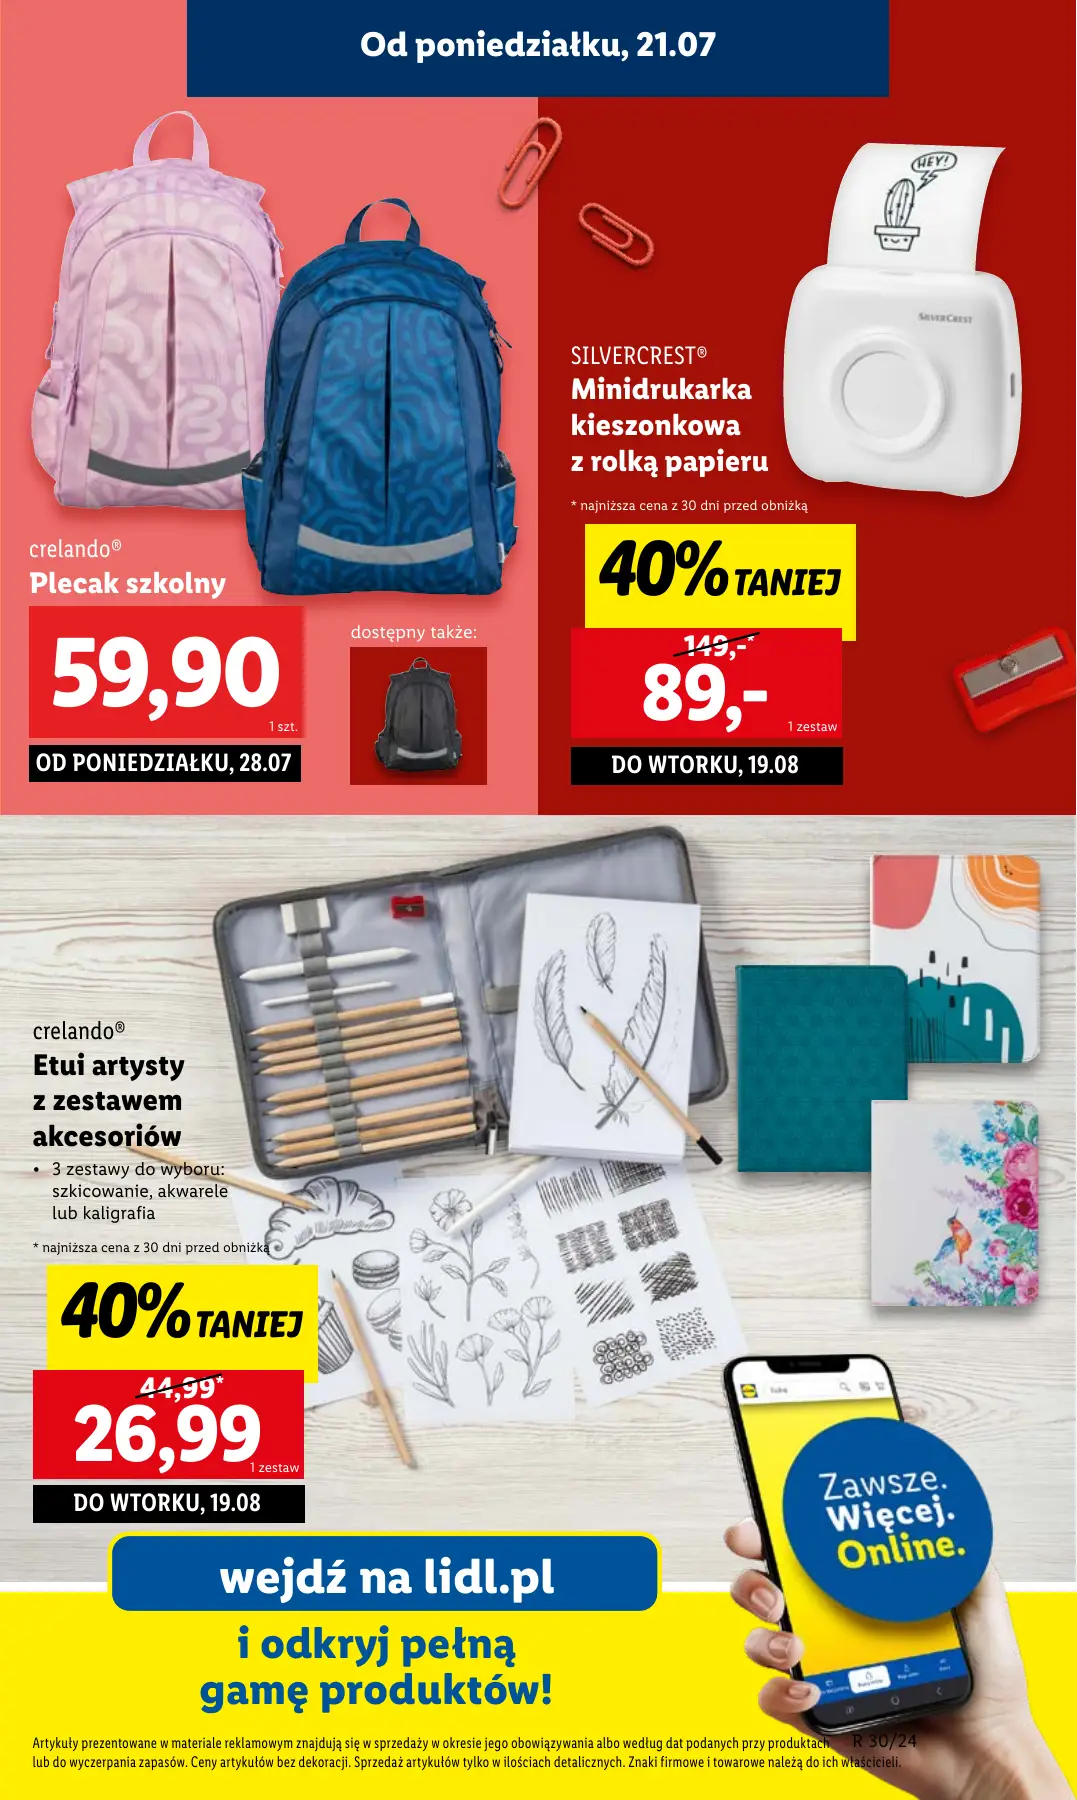 Od poniedziałku, 21.07
HEY!
SILVERCREST
SILVERCREST®
Minidrukarka
kieszonkowa
z rolką papieru
* najniższa cena z 30 dni przed obniżką
40% TANIEJ
149,-*
89,-
1 zestaw
DO WTORKU, 19.08
crelando®
Plecak szkolny
59,90
1 szt.
OD PONIEDZIAŁKU, 28.07
dostępny także:
crelando®
Etui artysty
z zestawem
akcesoriów
• 3 zestawy do wyboru:
szkicowanie, akwarele
lub kaligrafia
* najniższa cena z 30 dni przed obniżką
40% TANIEJ
44,99*
26,99
1 zestaw
DO WTORKU, 19.08
Zawsze.
Więcej.
Online.
wejdź na lidl.pl
i odkryj pełną
gamę produktów!
Artykuły prezentowane w materiale reklamowym znajdują się w sprzedaży w okresie jego obowiązywania albo według dat podanych przy produktach
lub do wyczerpania zapasów. Ceny artykułów bez dekoracji. Sprzedaż artykułów tylko w ilościach detalicznych. Znaki firmowe i towarowe należą do ich właścicieli.
R 30/24